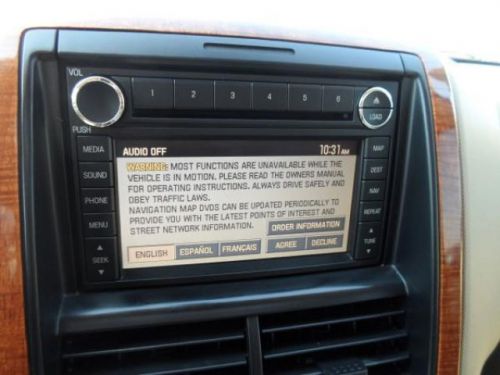 VOL
1 2 3 4 5 6
LOAD
PUSH
AUDIO OFF 10:31 AM
MEDIA
SOUND
PHONE
MENU
SEEK
MAP
DEST
NAV
REPEAT
TUNE
WARNING: MOST FUNCTIONS ARE UNAVAILABLE WHILE THE
VEHICLE IS IN MOTION. PLEASE READ THE OWNERS MANUAL
FOR OPERATING INSTRUCTIONS. ALWAYS DRIVE SAFELY AND
OBEY TRAFFIC LAWS.
NAVIGATION MAP DVDS CAN BE UPDATED PERIODICALLY TO
PROVIDE YOU WITH THE LATEST POINTS OF INTEREST AND
STREET NETWORK INFORMATION.
ORDER INFORMATION
ENGLISH ESPAÑOL FRANÇAIS AGREE DECLINE